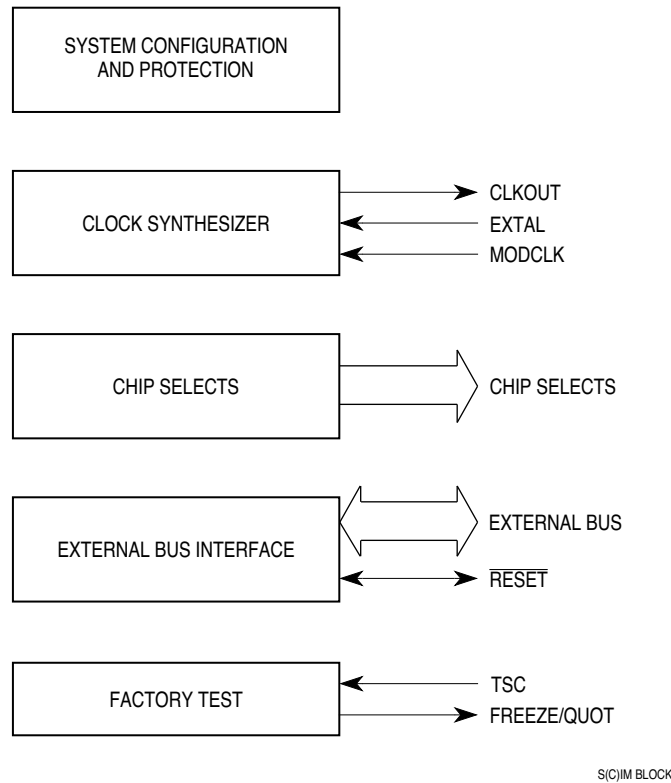 SYSTEM CONFIGURATION
AND PROTECTION
CLOCK SYNTHESIZER
CLKOUT
EXTAL
MODCLK
CHIP SELECTS
CHIP SELECTS
EXTERNAL BUS INTERFACE
EXTERNAL BUS
RESET
FACTORY TEST
TSC
FREEZE/QUOT
S(C)IM BLOCK